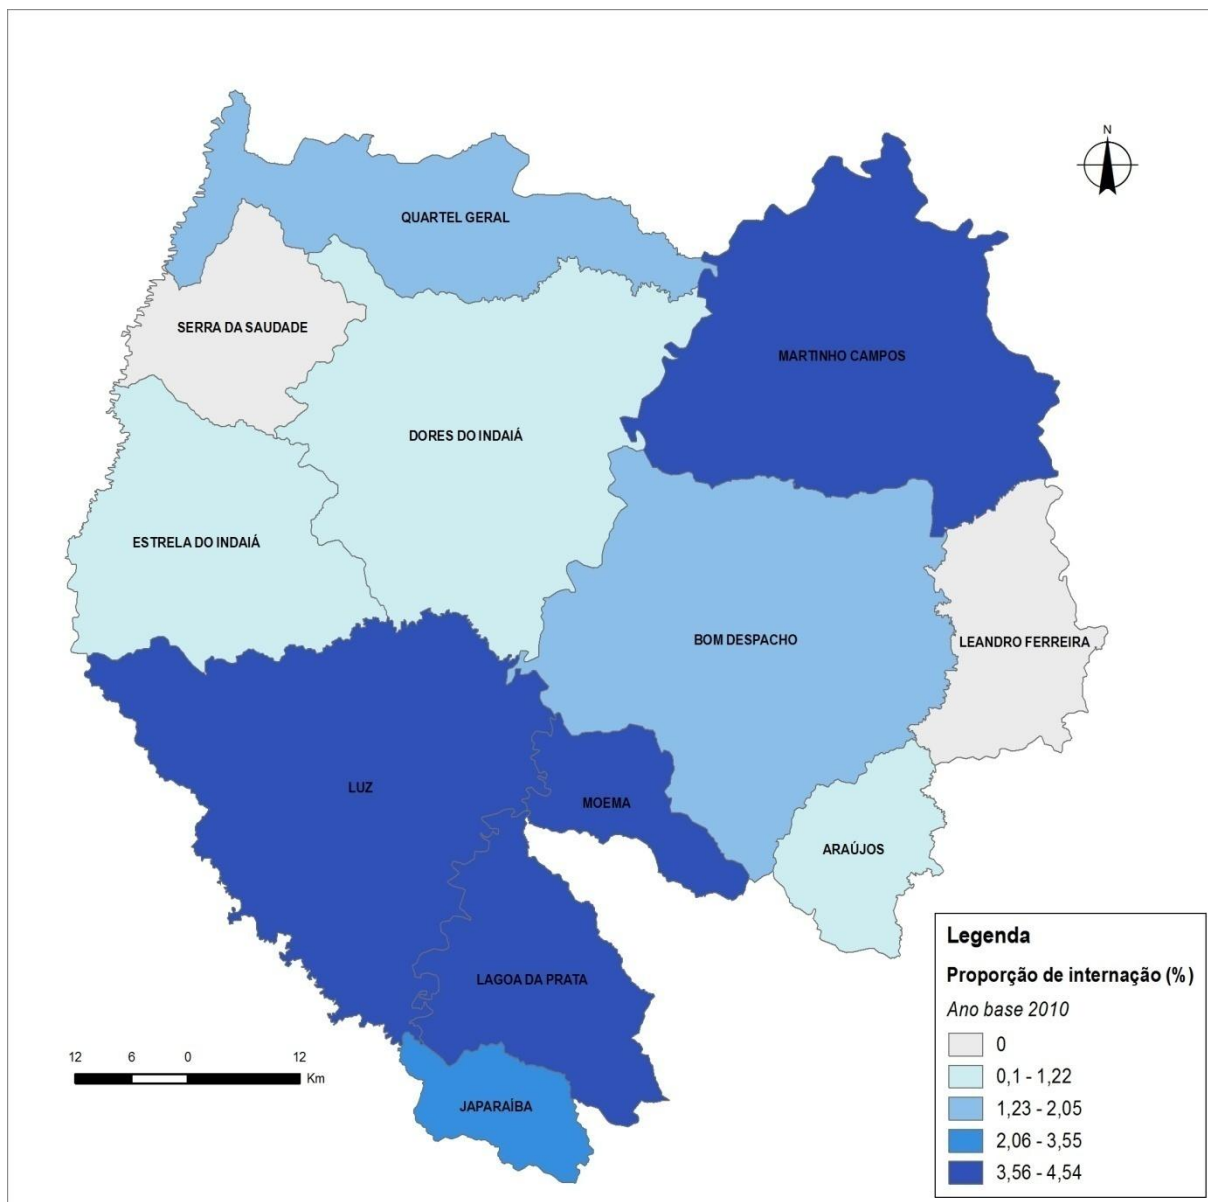 N
QUARTEL GERAL
SERRA DA SAUDADE
MARTINHO CAMPOS
DORES DO INDAIÁ
ESTRELA DO INDAIÁ
BOM DESPACHO
LEANDRO FERREIRA
LUZ
MOEMA
ARAÚJOS
LAGOA DA PRATA
JAPARAÍBA
12 6 0 12
Km
Legenda
Proporção de internação (%)
Ano base 2010
0
0,1 - 1,22
1,23 - 2,05
2,06 - 3,55
3,56 - 4,54